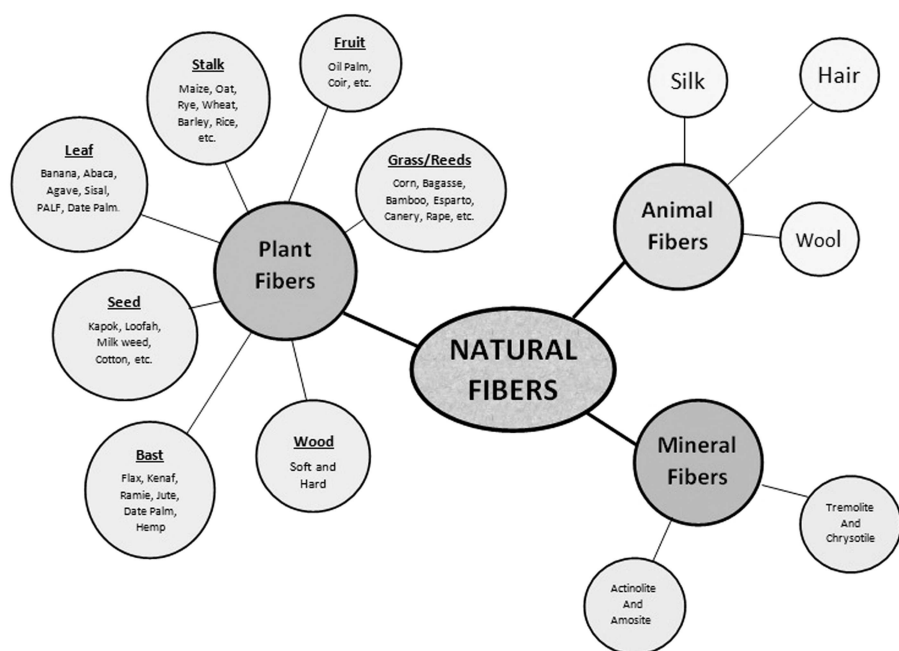 Fruit
Oil Palm,
Coir, etc.
Stalk
Maize, Oat,
Rye, Wheat,
Barley, Rice,
etc.
Leaf
Banana, Abaca,
Agave, Sisal,
PALF, Date Palm.
Grass/Reeds
Corn, Bagasse,
Bamboo, Esparto,
Canery, Rape, etc.
Plant
Fibers
Seed
Kapok, Loofah,
Milk weed,
Cotton, etc.
Bast
Flax, Kenaf,
Ramie, Jute,
Date Palm,
Hemp
Wood
Soft and
Hard
NATURAL
FIBERS
Silk
Hair
Animal
Fibers
Wool
Mineral
Fibers
Tremolite
And
Chrysotile
Actinolite
And
Amosite